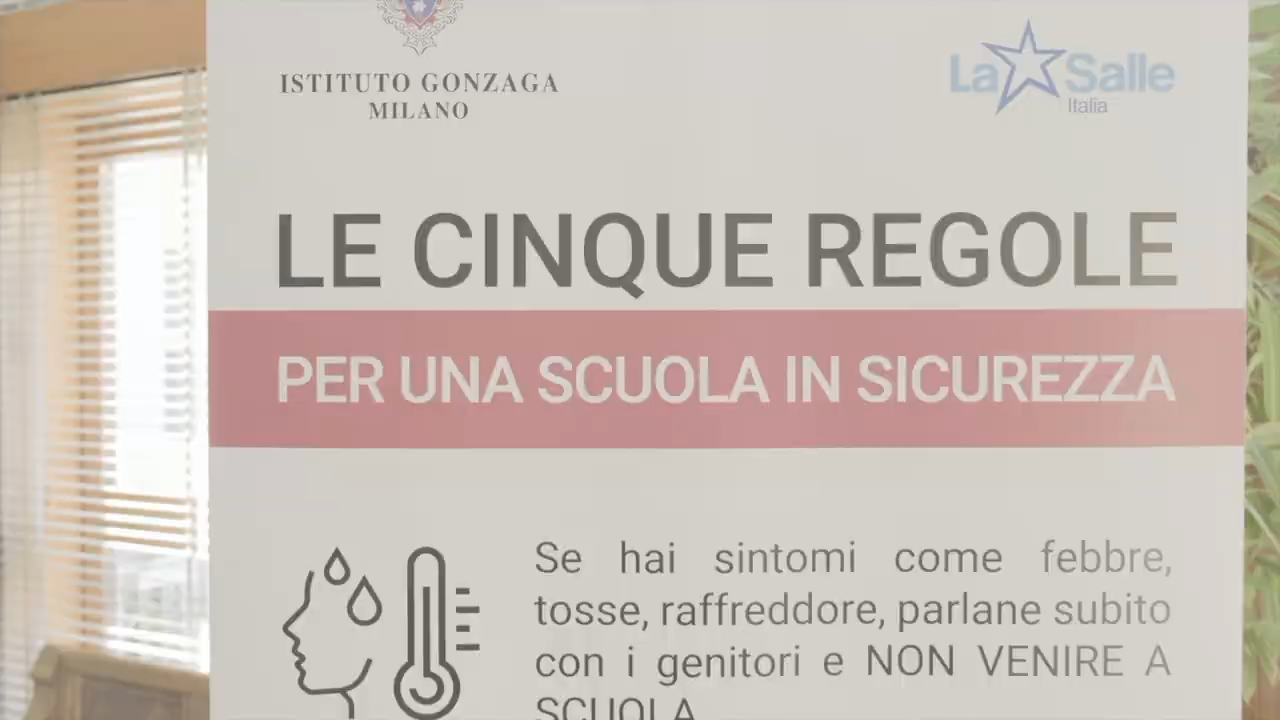 ISTITUTO GONZAGA
MILANO
La Salle
Italia
LE CINQUE REGOLE
PER UNA SCUOLA IN SICUREZZA
Se hai sintomi come febbre,
tosse, raffreddore, parlane subito
con i genitori e NON VENIRE A
SCUOLA